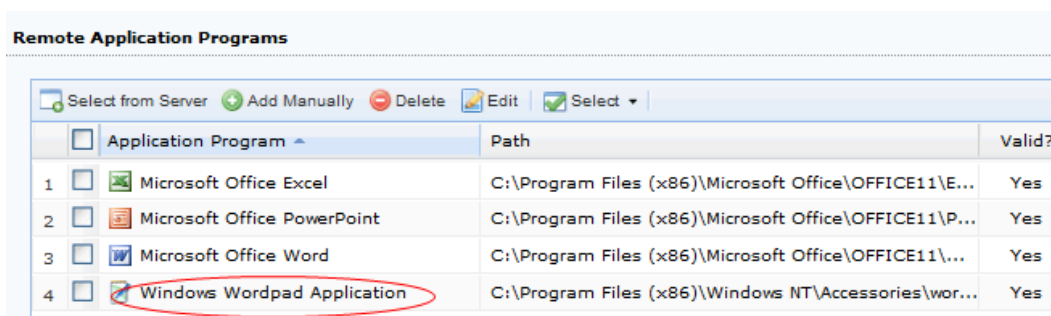 Remote Application Programs
Select from Server Add Manually Delete Edit Select
Application Program Path Valid?
1 Microsoft Office Excel C:\Program Files (x86)\Microsoft Office\OFFICE11\E... Yes
2 Microsoft Office PowerPoint C:\Program Files (x86)\Microsoft Office\OFFICE11\P... Yes
3 Microsoft Office Word C:\Program Files (x86)\Microsoft Office\OFFICE11\... Yes
4 Windows Wordpad Application C:\Program Files (x86)\Windows NT\Accessories\wor... Yes